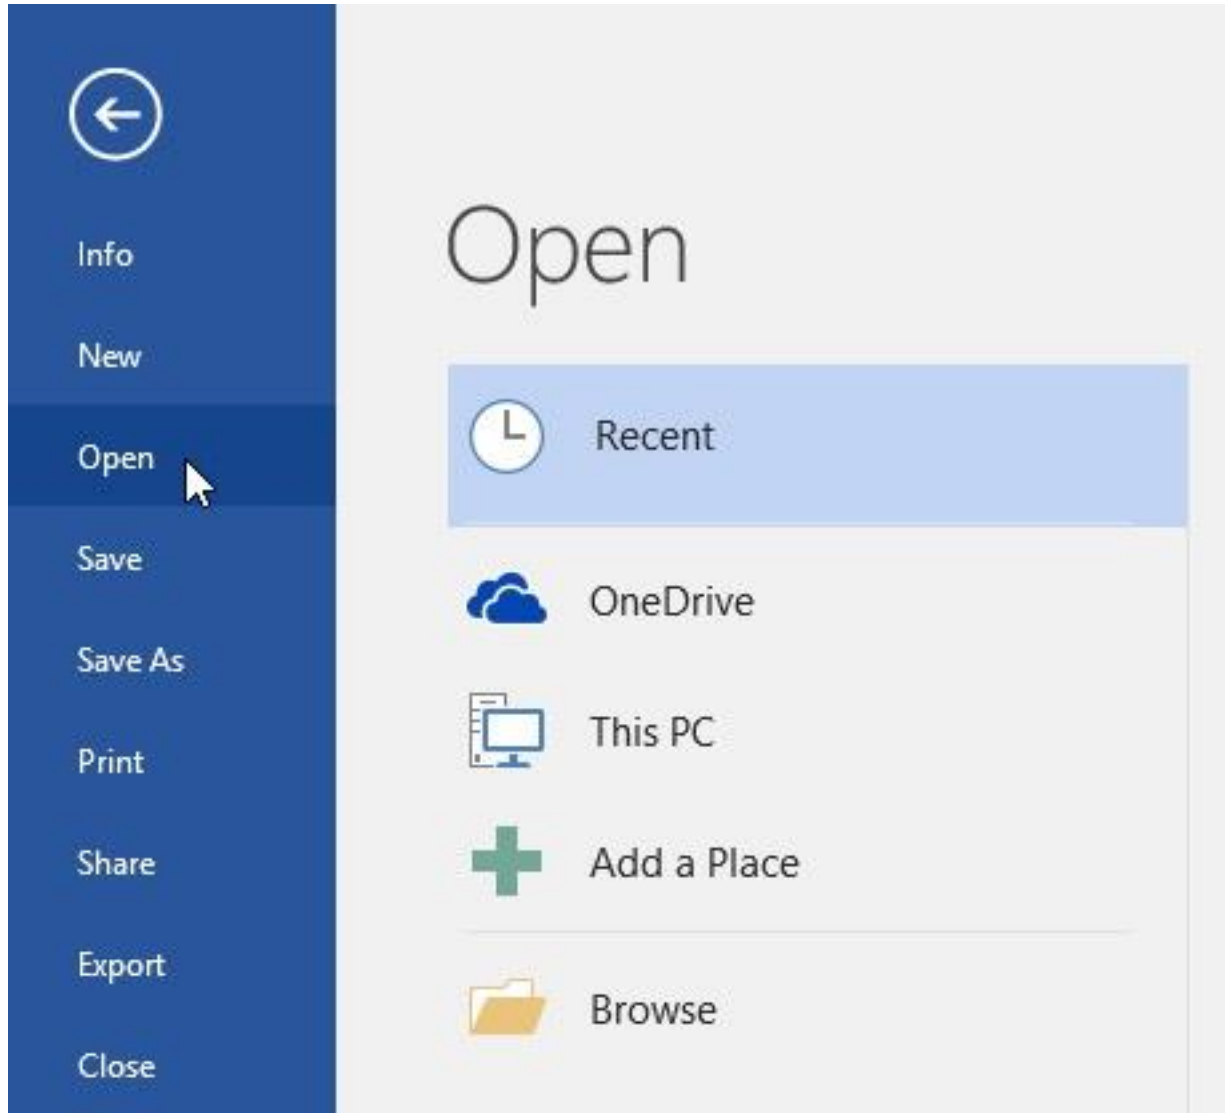 Info
New
Open
Save
Save As
Print
Share
Export
Close
Open
Recent
OneDrive
This PC
Add a Place
Browse